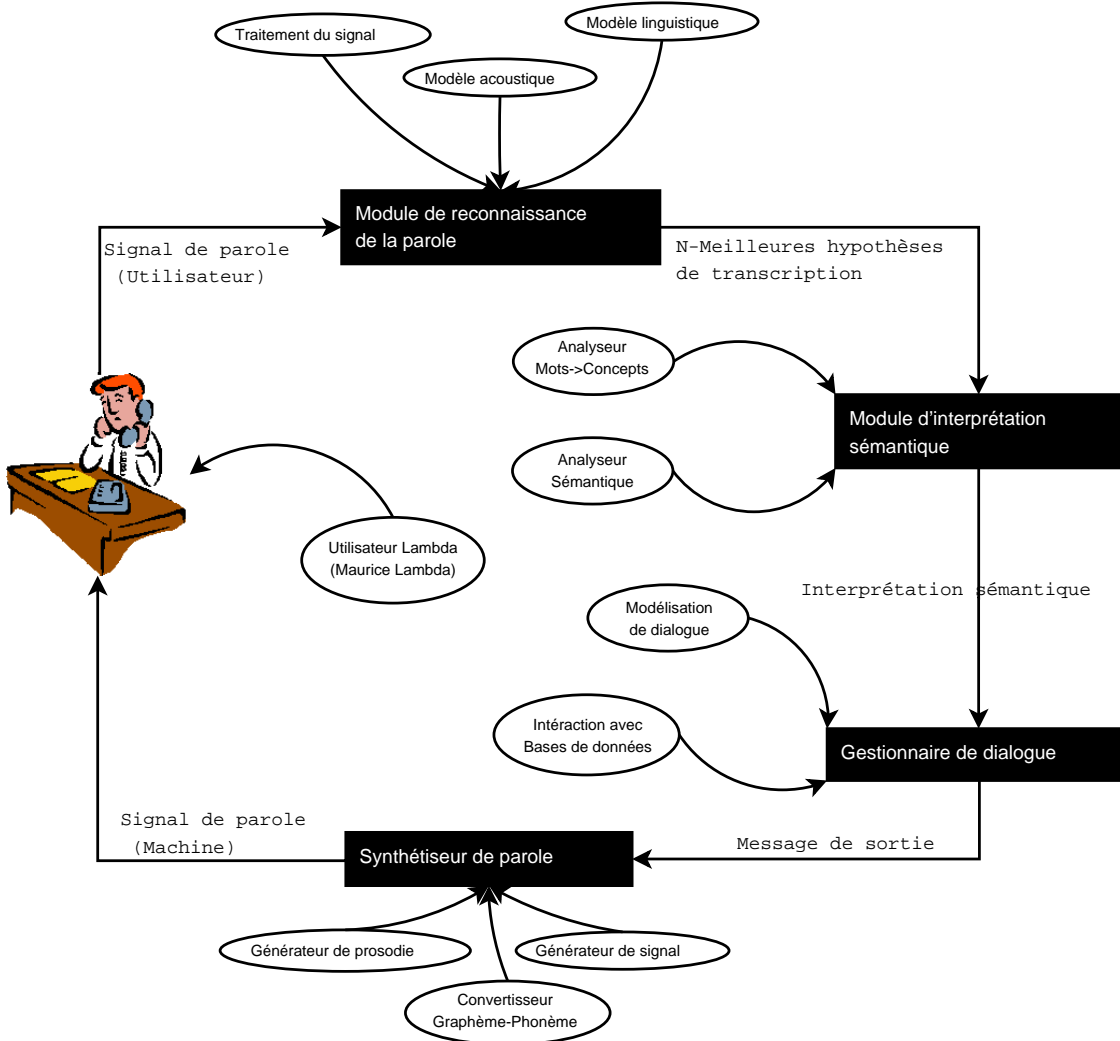 Modèle linguistique
Traitement du signal
Modèle acoustique
Module de reconnaissance
de la parole
Signal de parole
(Utilisateur)
N-Meilleures hypothèses
de transcription
Analyseur
Mots->Concepts
Module d'interprétation
sémantique
Analyseur
Sémantique
Utilisateur Lambda
(Maurice Lambda)
Interprétation sémantique
Modélisation
de dialogue
Intéraction avec
Bases de données
Gestionnaire de dialogue
Signal de parole
(Machine)
Message de sortie
Synthétiseur de parole
Générateur de prosodie
Générateur de signal
Convertisseur
Graphème-Phonème